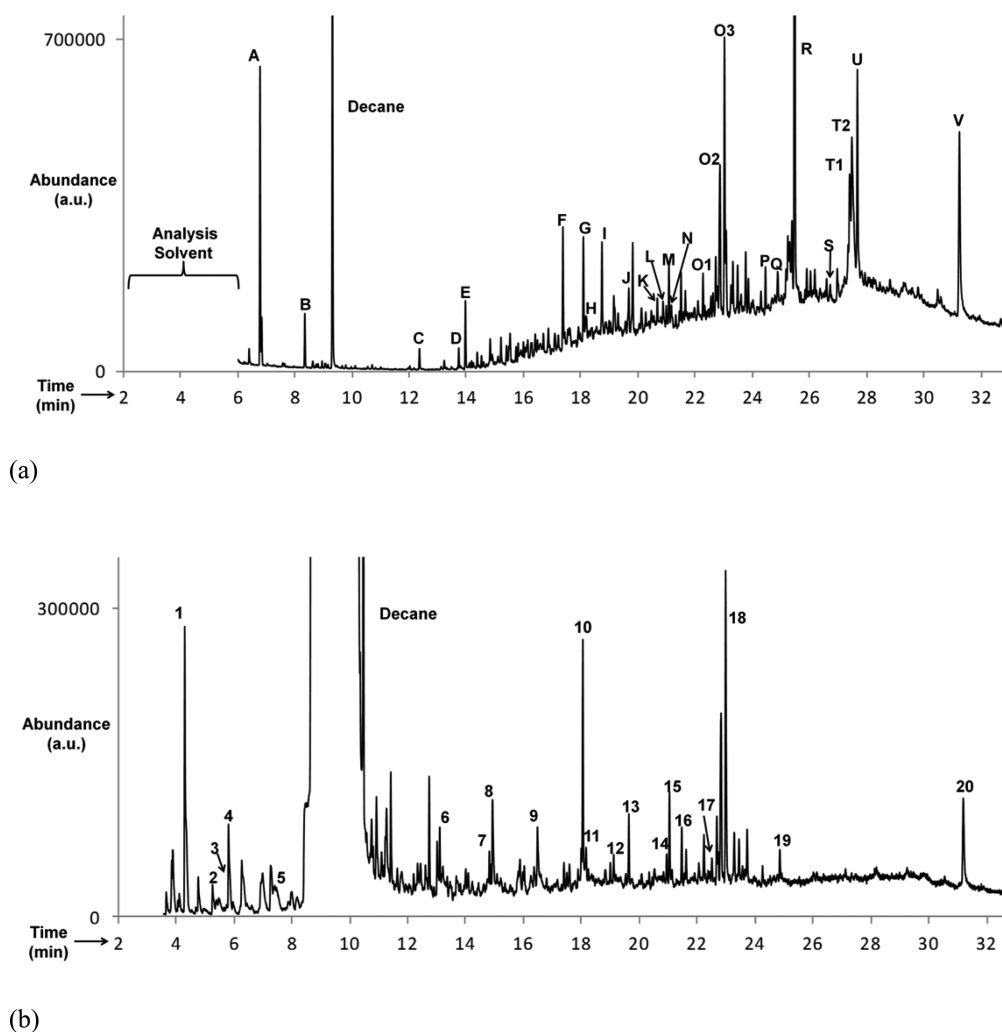 700000
A
Decane
O3
R
U
T2
V
Abundance
(a.u.)
O2
T1
Analysis
Solvent
F
G
I
L
M
N
B
E
J
K
O1
P
Q
S
H
C
D
0
Time
(min)
2 4 6 8 10 12 14 16 18 20 22 24 26 28 30 32
(a)
300000
1
Decane
10
18
Abundance
(a.u.)
4
3
2
5
6
7
8
9
11
12
13
14
15
16
17
19
20
0
Time
(min)
2 4 6 8 10 12 14 16 18 20 22 24 26 28 30 32
(b)